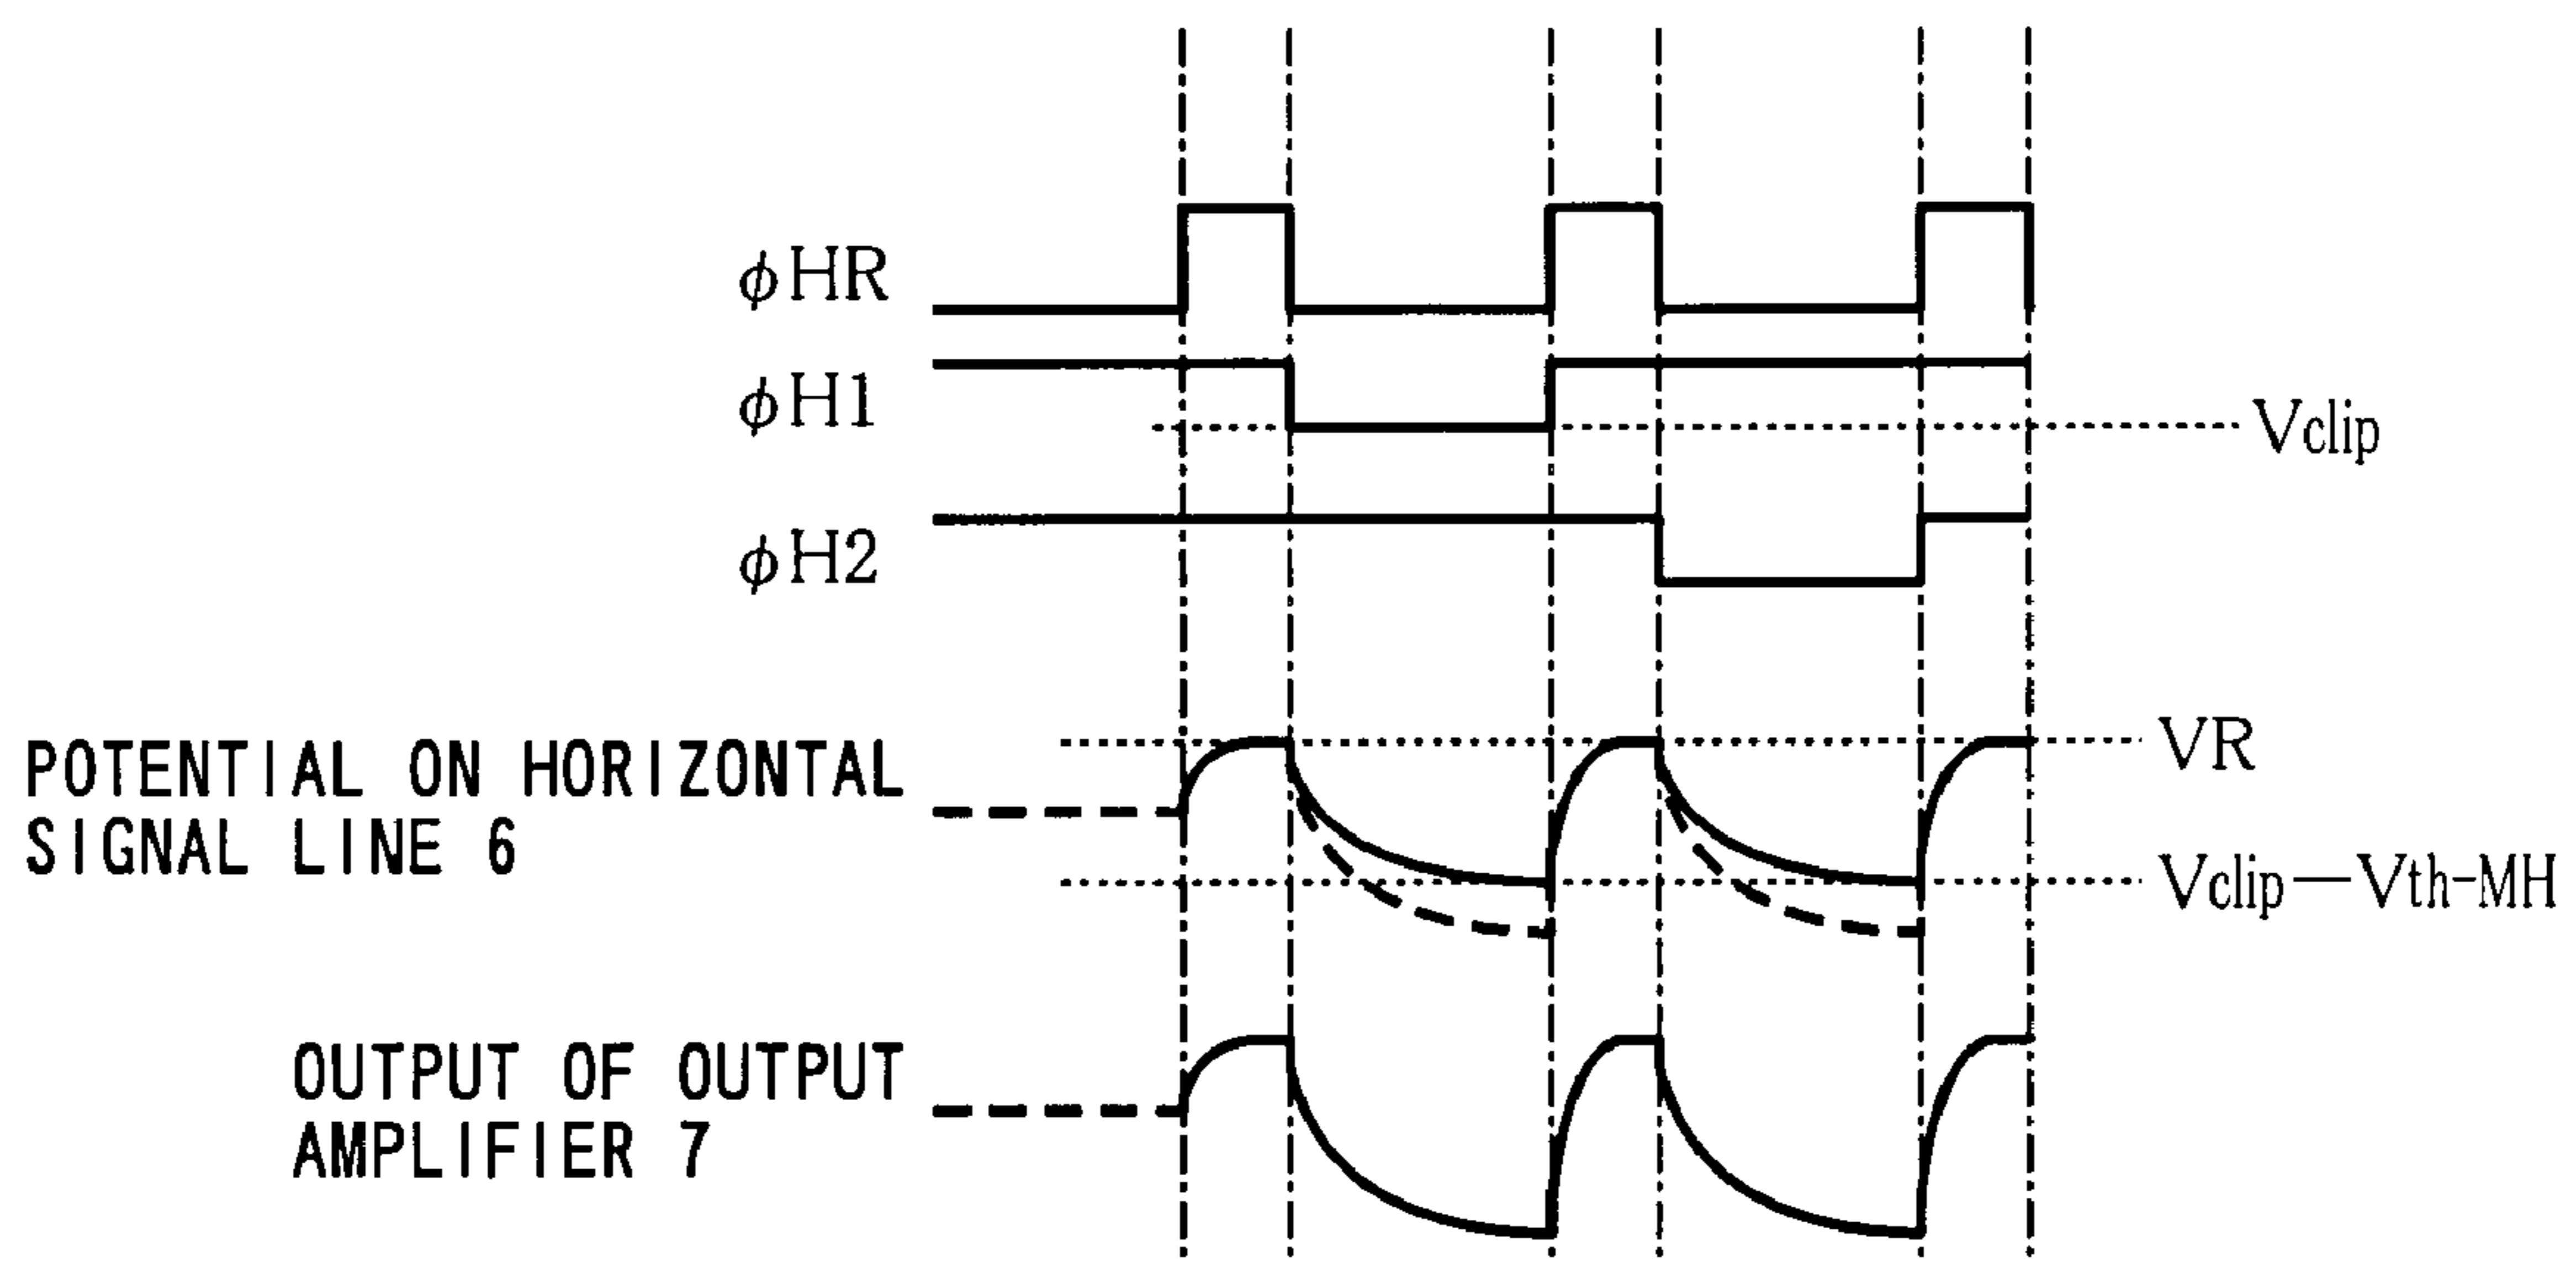 φHR
φH1
Vclip
φH2
VR
POTENTIAL ON HORIZONTAL
SIGNAL LINE 6
Vclip—Vth-MH
OUTPUT OF OUTPUT
AMPLIFIER 7